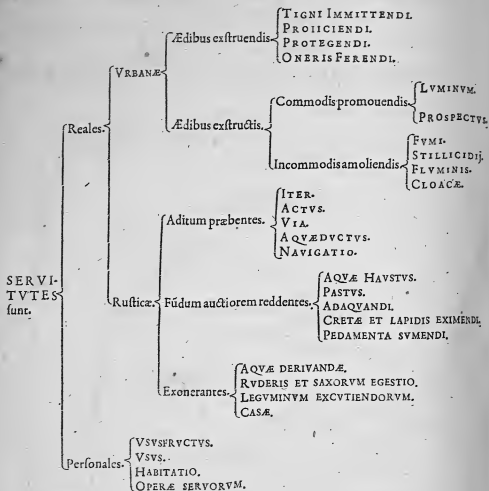 TIGNI IMMITTENDI.
PROIICIENDI.
PROTEGENDI.
ONERIS FERENDI.
Ædibus exſtruendis
VRBANÆ
LVMINVM.
PROSPECTVS.
Commodis promouendis
Ædibus exſtructis.
Reales.
FVMI.
STILLICIDIJ.
FLVMINIS.
CLOACÆ.
Incommodis amoliendis
ITER.
ACTVS.
VIA.
AQVÆDVCTVS.
NAVIGATIO.
Aditum præbentes.
SERVI-
TVTES
ſunt.
Ruſticæ.
Fũdum auctiorem reddentes.
AQVÆ HAVSTVS.
PASTVS.
ADAQVANDI.
CRETÆ ET LAPIDIS EXIMENDI.
PEDAMENTA SVMENDI.
Exonerantes.
AQVÆ DERIVANDÆ.
RVDERIS ET SAXORVM EGESTIO.
LEGVMINVM EXCVTIENDORVM.
CASÆ.
Perſonales.
VSVSFRVCTVS.
VSVS.
HABITATIO.
OPERÆ SERVORVM.